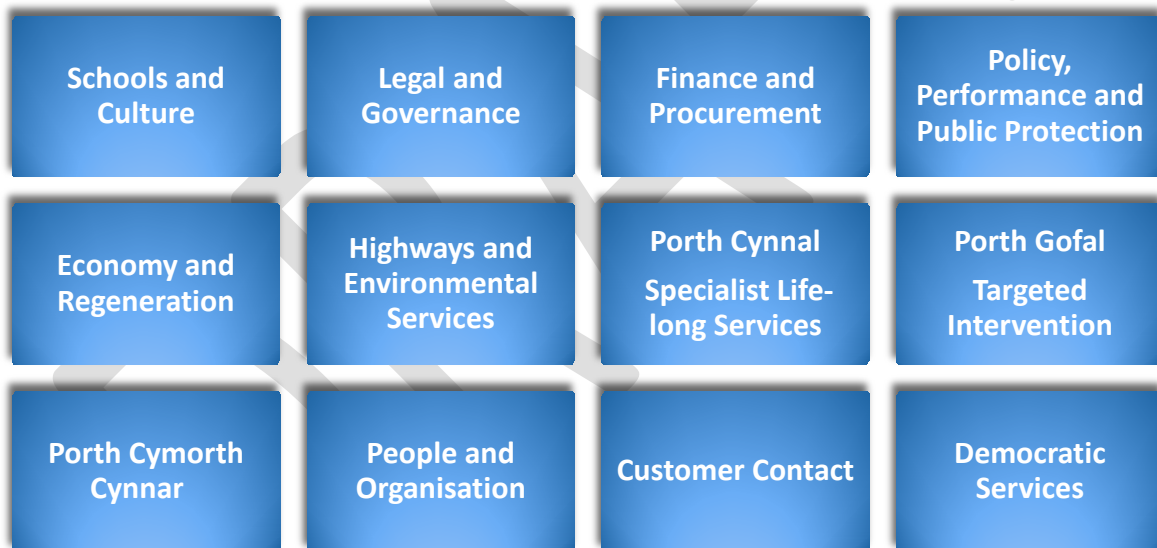 Schools and
Culture
Legal and
Governance
Finance and
Procurement
Policy,
Performance and
Public Protection
Economy and
Regeneration
Highways and
Environmental
Services
Porth Cynnal
Specialist Life-
long Services
Porth Gofal
Targeted
Intervention
Porth Cymorth
Cynnar
People and
Organisation
Customer Contact
Democratic
Services